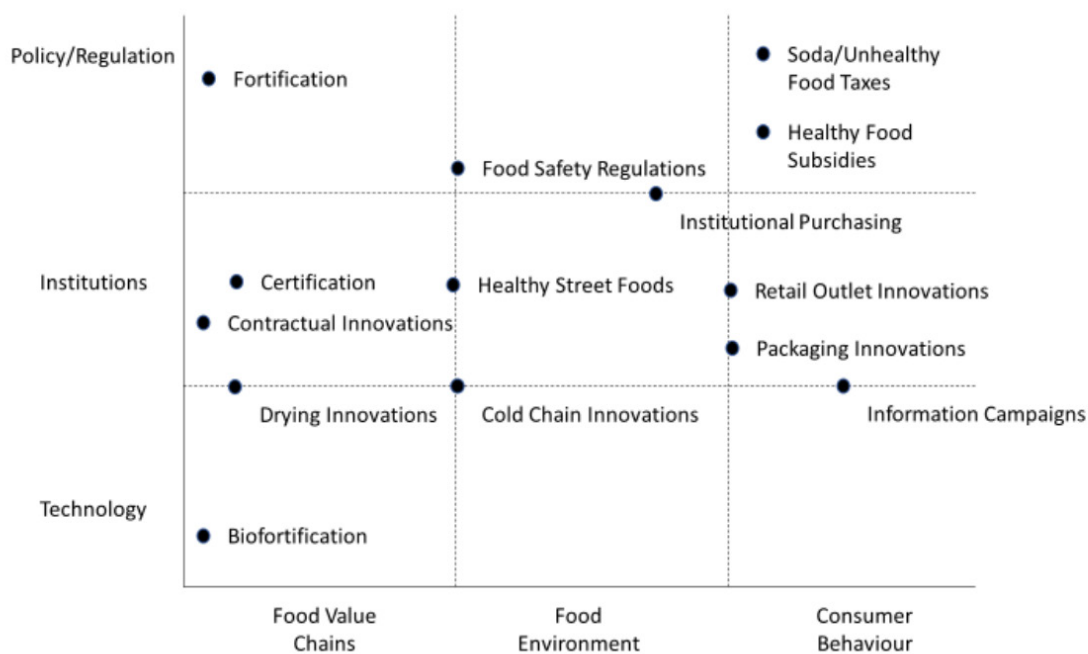 Policy/Regulation
Fortification
Soda/Unhealthy
Food Taxes
Healthy Food
Subsidies
Food Safety Regulations
Institutional Purchasing
Institutions
Certification
Healthy Street Foods
Retail Outlet Innovations
Contractual Innovations
Packaging Innovations
Drying Innovations
Cold Chain Innovations
Information Campaigns
Technology
Biofortification
Food Value
Chains
Food
Environment
Consumer
Behaviour